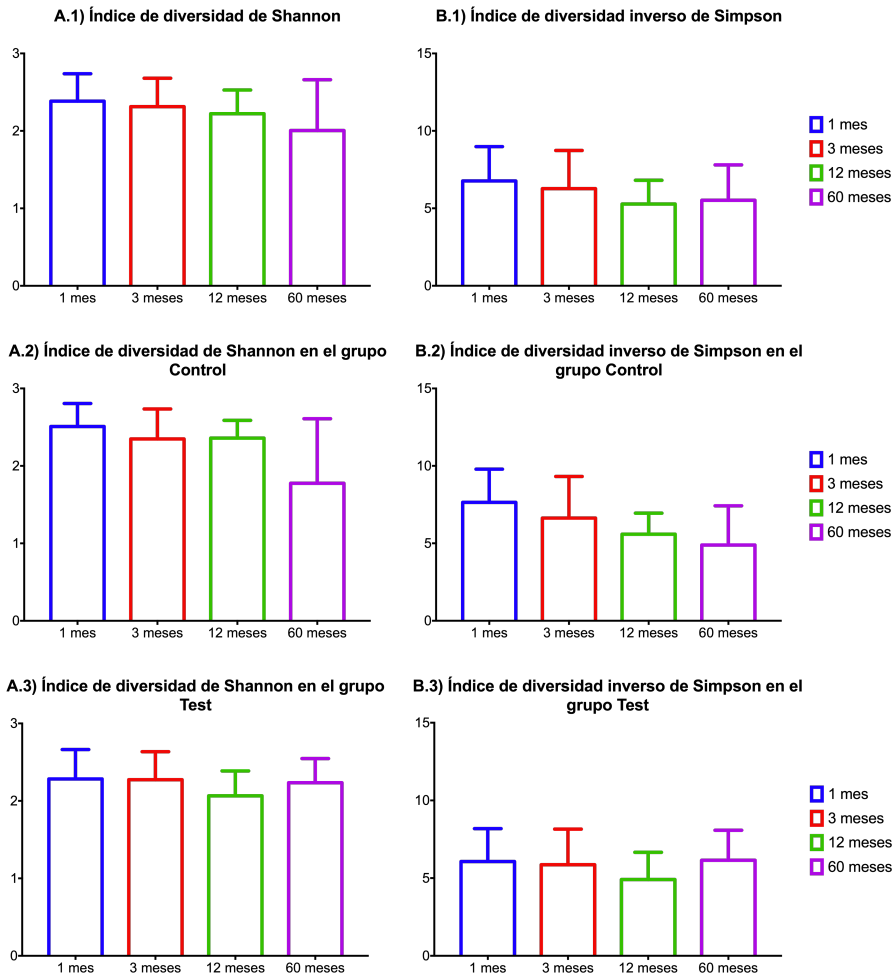 A.1) Índice de diversidad de Shannon
3
2
1
0
1 mes
3 meses
12 meses
60 meses
B.1) Índice de diversidad inverso de Simpson
15
10
5
0
1 mes
3 meses
12 meses
60 meses
1 mes
3 meses
12 meses
60 meses
A.2) Índice de diversidad de Shannon en el grupo
Control
3
2
1
0
1 mes
3 meses
12 meses
60 meses
B.2) Índice de diversidad inverso de Simpson en el
grupo Control
15
10
5
0
1 mes
3 meses
12 meses
60 meses
1 mes
3 meses
12 meses
60 meses
A.3) Índice de diversidad de Shannon en el grupo
Test
3
2
1
0
1 mes
3 meses
12 meses
60 meses
B.3) Índice de diversidad inverso de Simpson en el
grupo Test
15
10
5
0
1 mes
3 meses
12 meses
60 meses
1 mes
3 meses
12 meses
60 meses